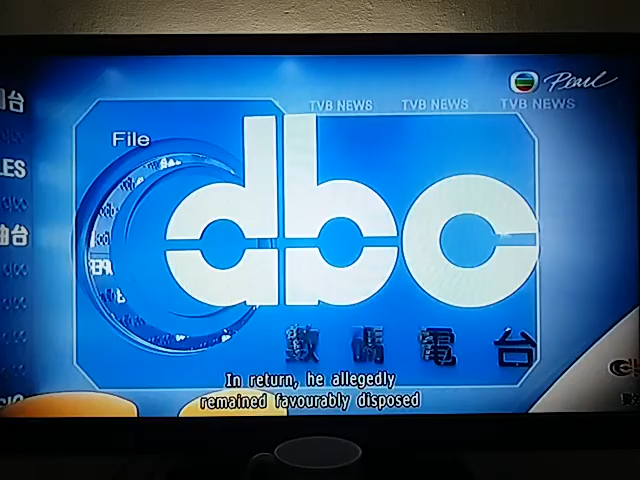 Pearl
TVB NEWS TVB NEWS TVB NEWS
File
dbc
數碼電台
In return, he allegedly
remained favourably disposed